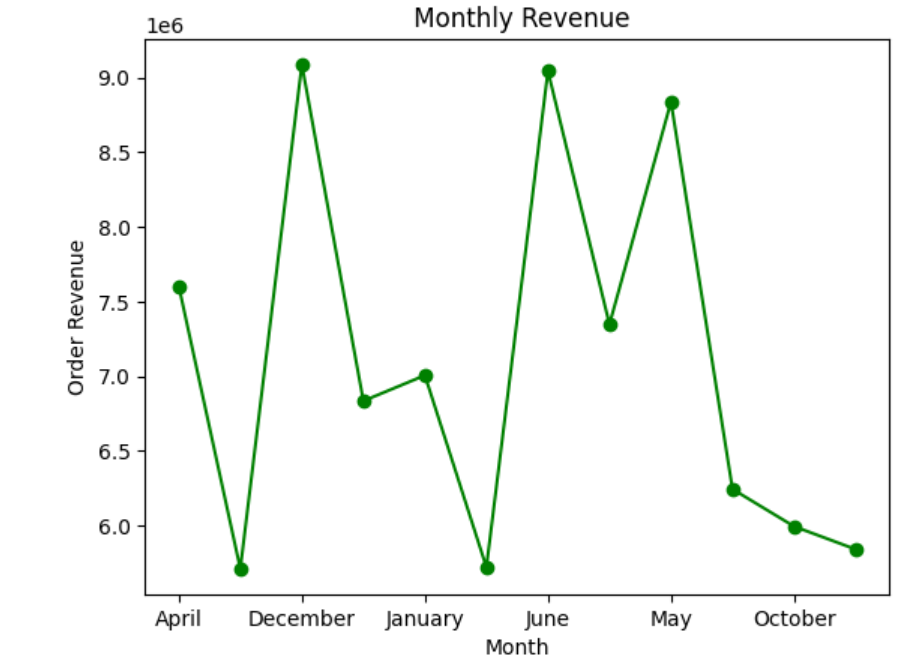 Monthly Revenue
1e6
9.0
8.5
8.0
7.5
7.0
6.5
6.0
Order Revenue
April December January June May October
Month